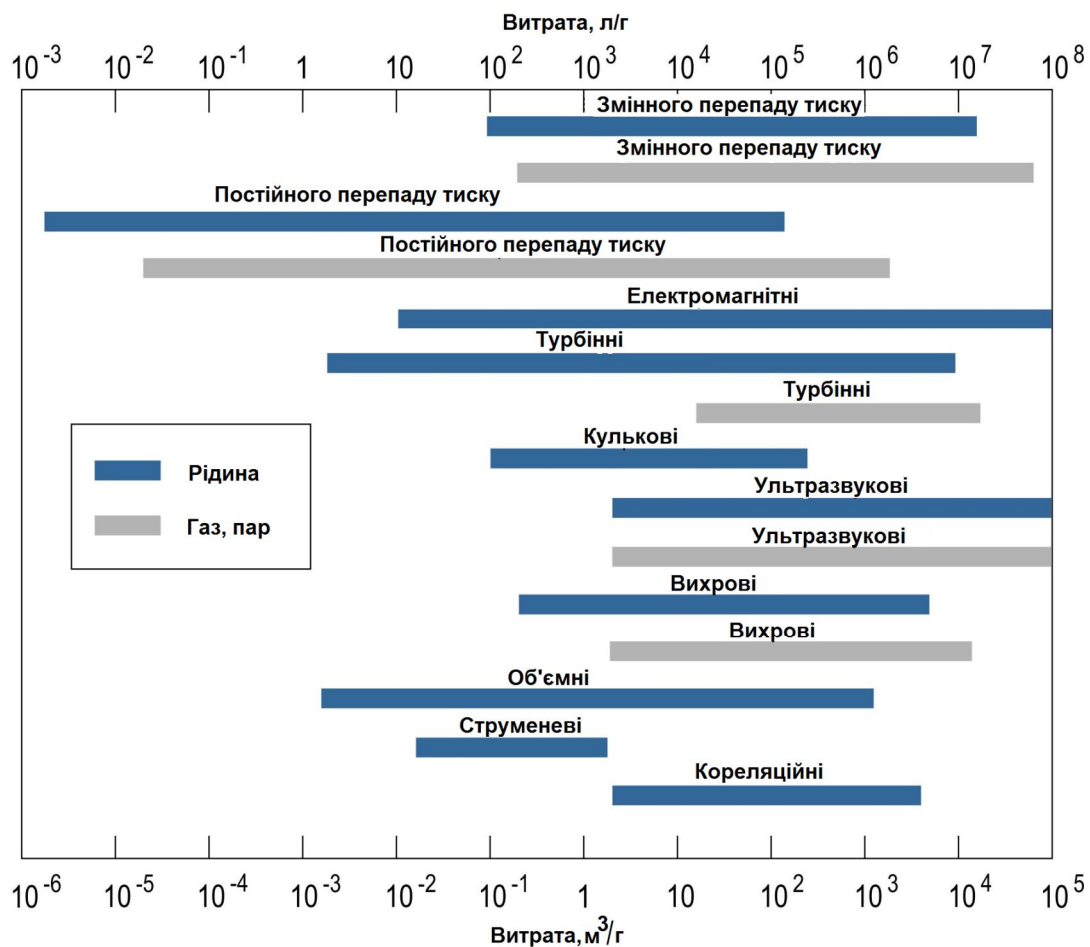 Витрата, л/г
10⁻³ 10⁻² 10⁻¹ 1 10 10² 10³ 10⁴ 10⁵ 10⁶ 10⁷ 10⁸
Змінного перепаду тиску
Змінного перепаду тиску
Постійного перепаду тиску
Постійного перепаду тиску
Електромагнітні
Турбінні
Турбінні
Кулькові
Рідина
Ультразвукові
Газ, пар
Ультразвукові
Вихрові
Вихрові
Об'ємні
Струменеві
Кореляційні
10⁻⁶ 10⁻⁵ 10⁻⁴ 10⁻³ 10⁻² 10⁻¹ 1 10 10² 10³ 10⁴ 10⁵
Витрата, м³/г